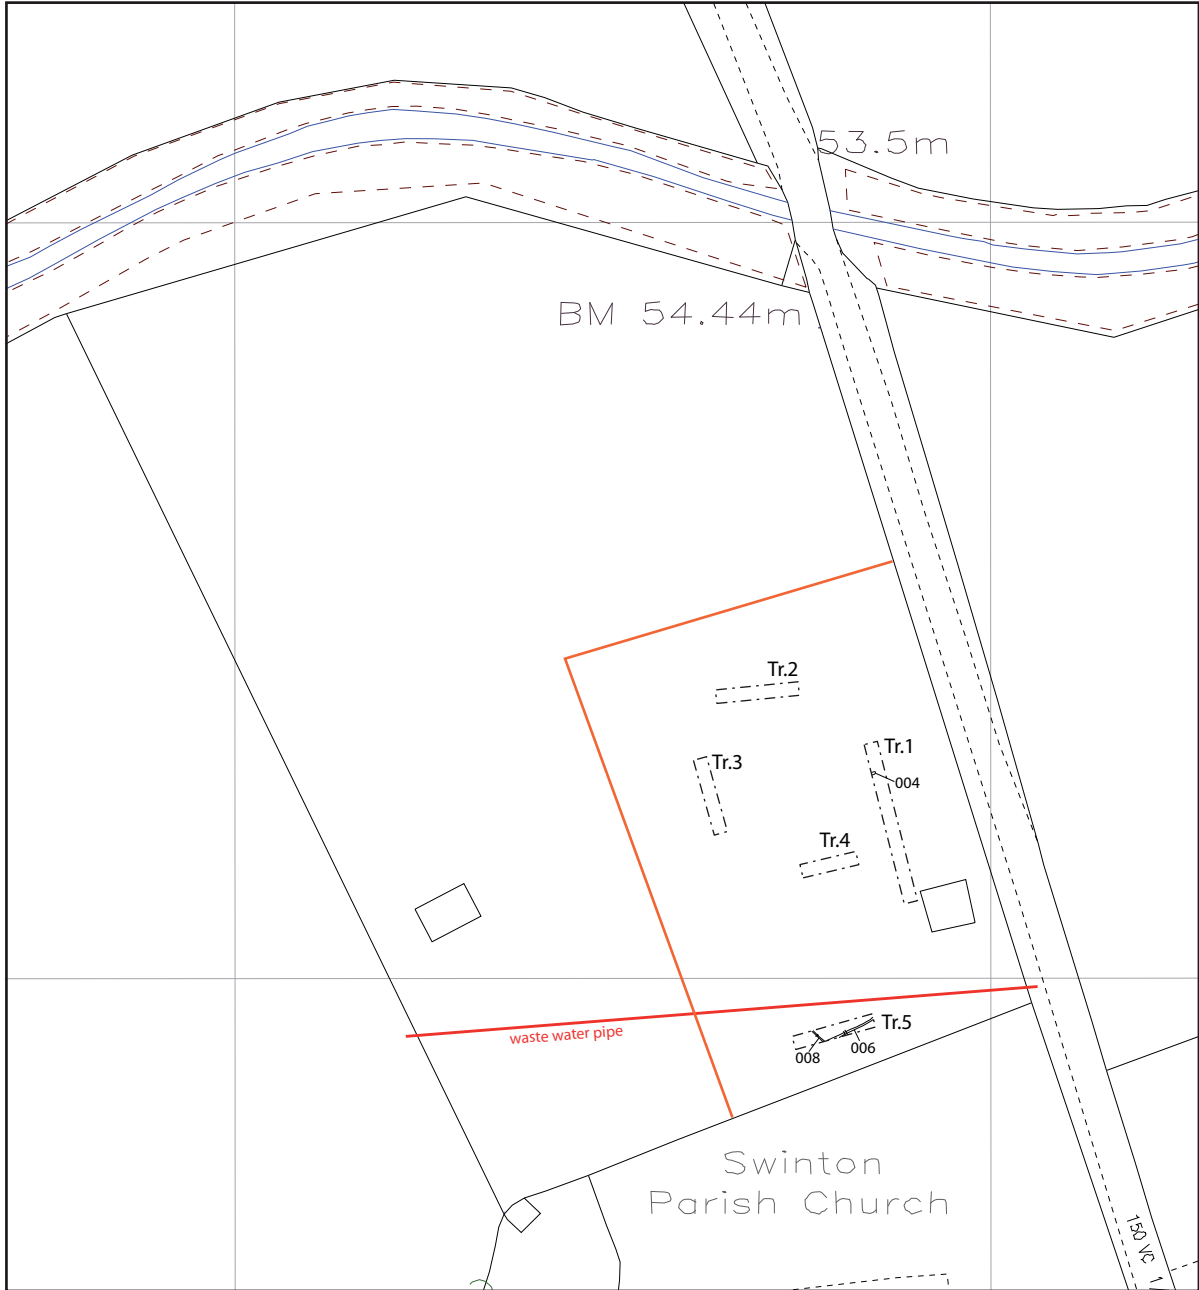 53.5m
BM 54.44m
Tr.2
Tr.1
Tr.3
004
Tr.4
Tr.5
waste water pipe
008
006
Swinton
Parish Church
150 VC